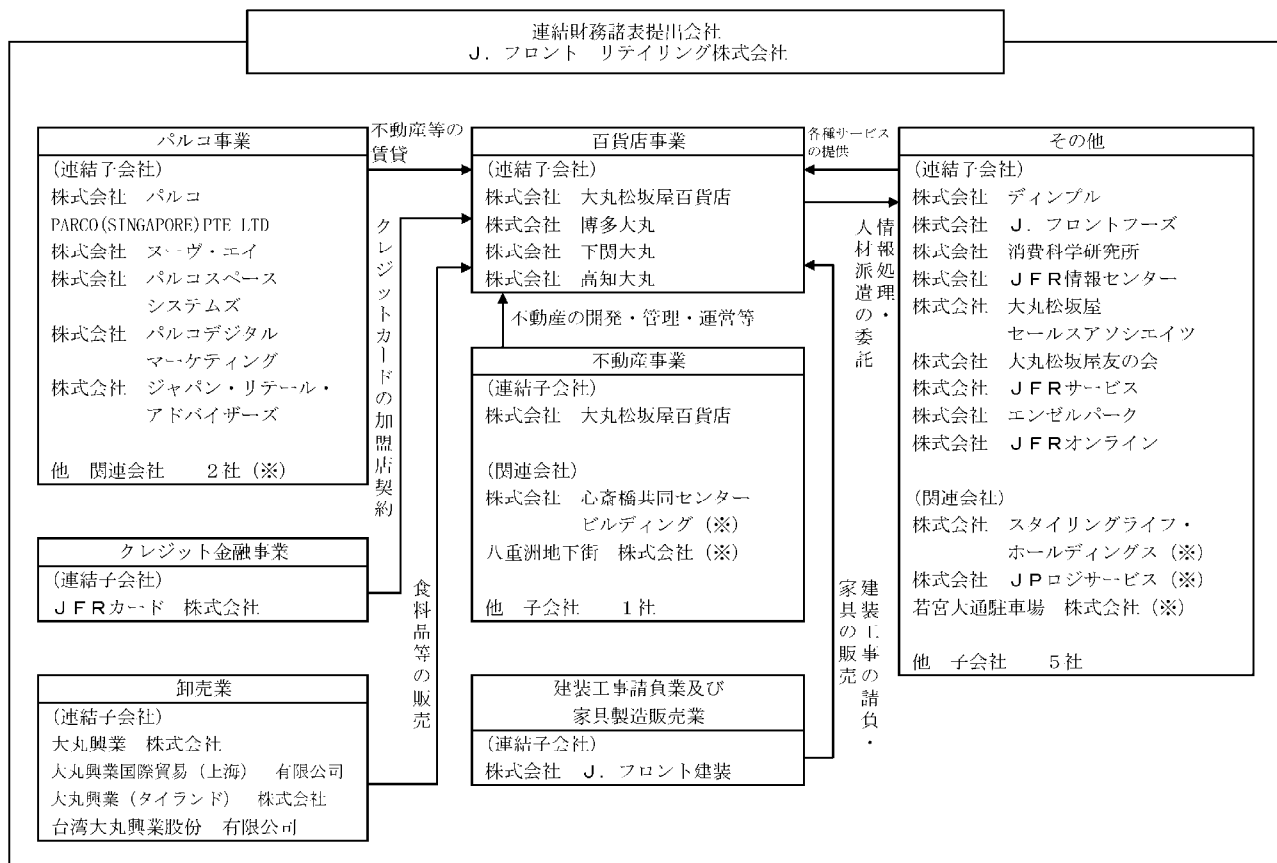 連結財務諸表提出会社
J. フロント リテイリング株式会社
パルコ事業
(連結子会社)
株式会社 パルコ
PARCO(SINGAPORE)PTE LTD
株式会社 ヌーヴ・エイ
株式会社 パルコスペース
システムズ
株式会社 パルコデジタル
マーケティング
株式会社 ジャパン・リテール・
アドバイザーズ
他 関連会社 2社(※)
不動産等の
賃貸
クレジットカードの加盟店契約
クレジット金融事業
(連結子会社)
JFRカード 株式会社
食料品等の販売
卸売業
(連結子会社)
大丸興業 株式会社
大丸興業国際貿易(上海) 有限公司
大丸興業(タイランド) 株式会社
台湾大丸興業股份 有限公司
百貨店事業
(連結子会社)
株式会社 大丸松坂屋百貨店
株式会社 博多大丸
株式会社 下関大丸
株式会社 高知大丸
不動産の開発・管理・運営等
不動産事業
(連結子会社)
株式会社 大丸松坂屋百貨店
(関連会社)
株式会社 心斎橋共同センター
ビルディング(※)
八重洲地下街 株式会社(※)
他 子会社 1社
建装工事請負業及び
家具製造販売業
(連結子会社)
株式会社 J. フロント建装
各種サービス
の提供
情報処理・
人材派遣の委託
建装工事の請負・
家具の販売
その他
(連結子会社)
株式会社 ディンプル
株式会社 J. フロントフーズ
株式会社 消費科学研究所
株式会社 JFR情報センター
株式会社 大丸松坂屋
セールスアソシエイツ
株式会社 大丸松坂屋友の会
株式会社 JFRサービス
株式会社 エンゼルパーク
株式会社 JFRオンライン
(関連会社)
株式会社 スタイリングライフ・
ホールディングス(※)
株式会社 JPロジサービス(※)
若宮大通駐車場 株式会社(※)
他 子会社 5社